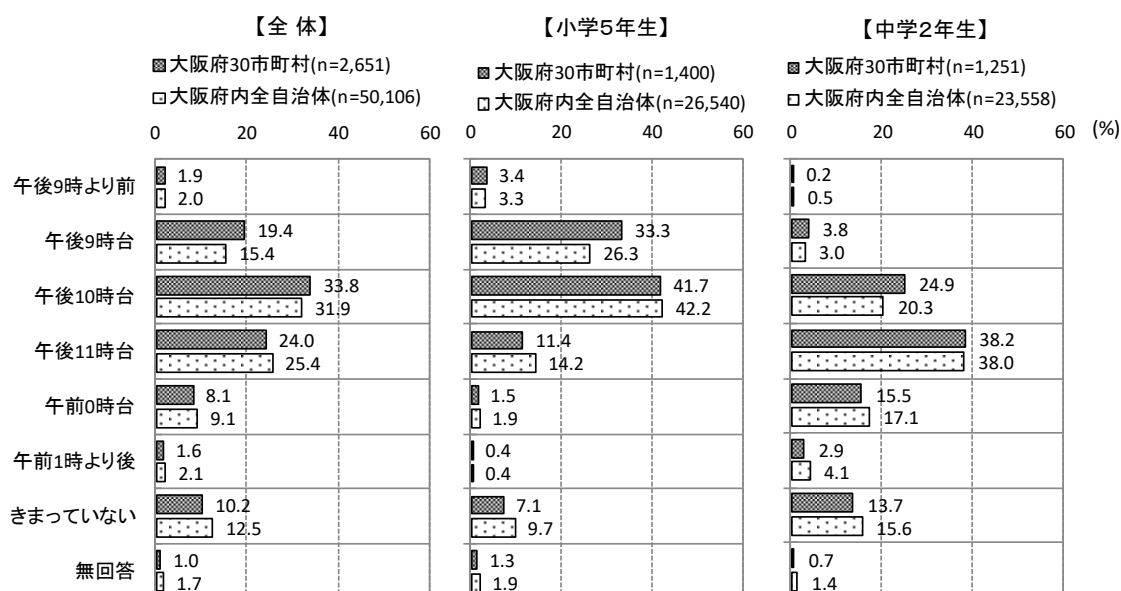 【全 体】
【小学５年生】
【中学２年生】
大阪府30市町村(n=2,651)
大阪府内全自治体(n=50,106)
大阪府30市町村(n=1,400)
大阪府内全自治体(n=26,540)
大阪府30市町村(n=1,251)
大阪府内全自治体(n=23,558)
0 20 40 60
0 20 40 60
0 20 40 60 (%)
午後9時より前
1.9 3.4 0.2
2.0 3.3 0.5
午後9時台
19.4 33.3 3.8
15.4 26.3 3.0
午後10時台
33.8 41.7 24.9
31.9 42.2 20.3
午後11時台
24.0 11.4 38.2
25.4 14.2 38.0
午前0時台
8.1 1.5 15.5
9.1 1.9 17.1
午前1時より後
1.6 0.4 2.9
2.1 0.4 4.1
きまっていない
10.2 7.1 13.7
12.5 9.7 15.6
無回答
1.0 1.3 0.7
1.7 1.9 1.4